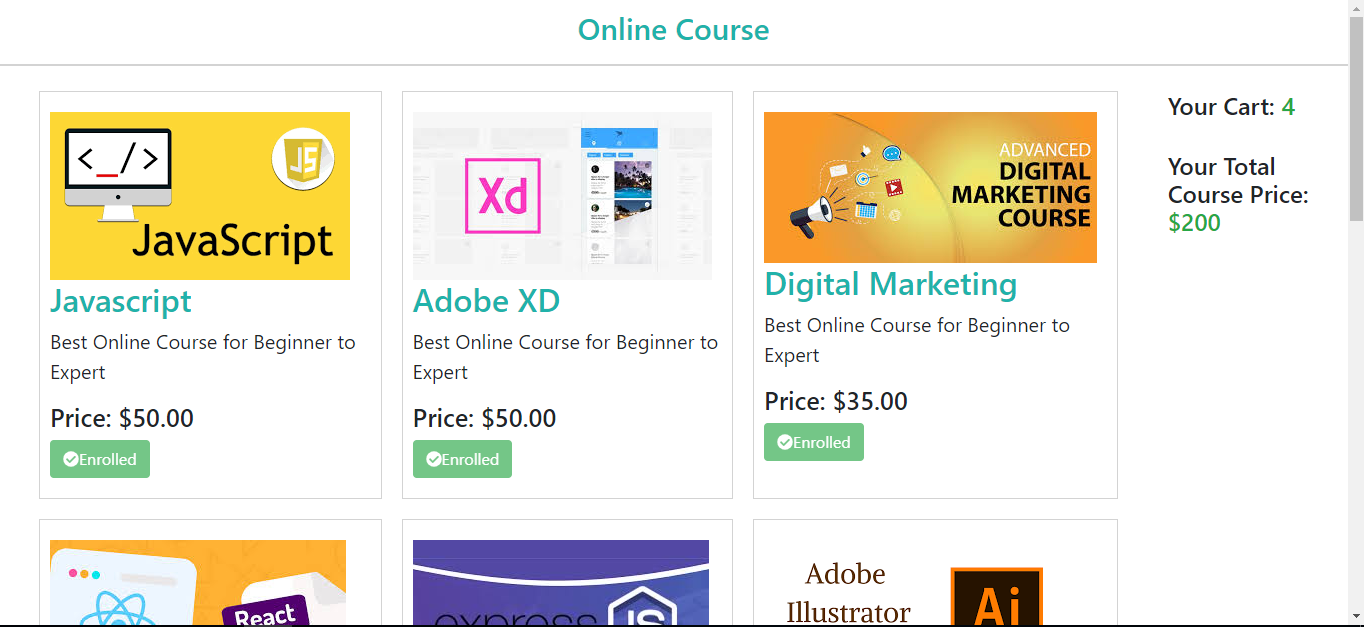 Online Course
Your Cart: 4
Your Total
Course Price:
$200
<_/>
JS
JavaScript
Javascript
Best Online Course for Beginner to
Expert
Price: $50.00
Enrolled
Xd
Adobe XD
Best Online Course for Beginner to
Expert
Price: $50.00
Enrolled
ADVANCED
DIGITAL
MARKETING
COURSE
Digital Marketing
Best Online Course for Beginner to
Expert
Price: $35.00
Enrolled
React
express
JS
Adobe
Illustrator
Ai